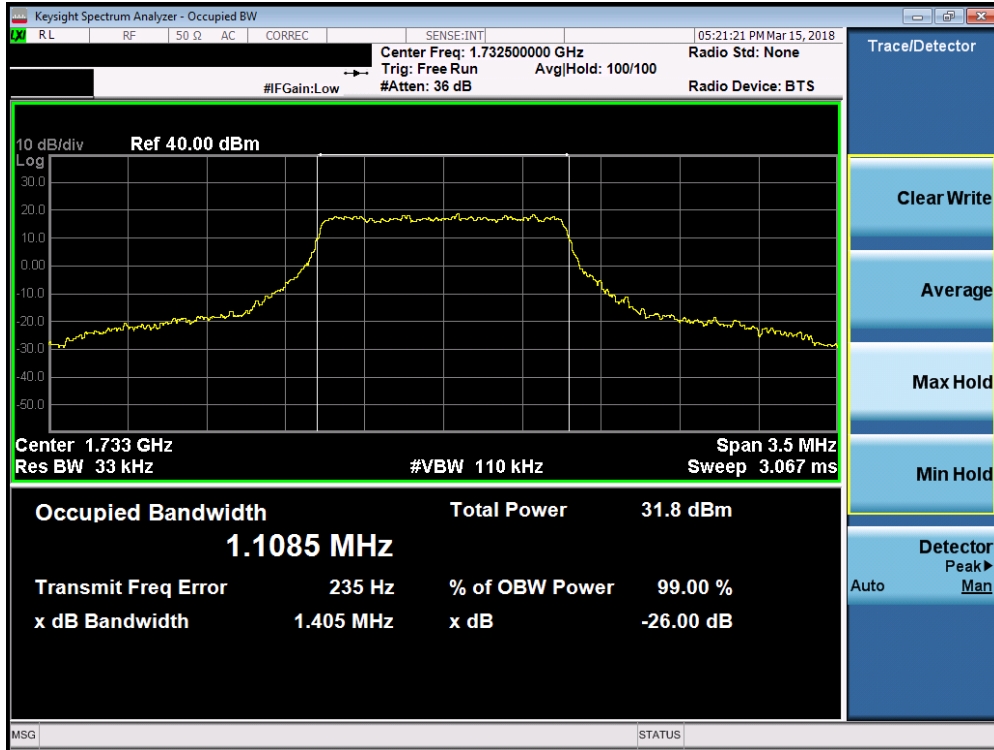 Keysight Spectrum Analyzer - Occupied BW
LXI RL RF 50 Ω AC CORREC SENSE:INT 05:21:21 PM Mar 15, 2018
Center Freq: 1.732500000 GHz Radio Std: None
Trig: Free Run Avg|Hold: 100/100
#IFGain:Low #Atten: 36 dB Radio Device: BTS
Trace/Detector
10 dB/div Ref 40.00 dBm
Log
30.0
20.0
10.0
0.00
-10.0
-20.0
-30.0
-40.0
-50.0
Center 1.733 GHz Span 3.5 MHz
Res BW 33 kHz #VBW 110 kHz Sweep 3.067 ms
Occupied Bandwidth Total Power 31.8 dBm
1.1085 MHz
Transmit Freq Error 235 Hz % of OBW Power 99.00 %
x dB Bandwidth 1.405 MHz x dB -26.00 dB
Clear Write
Average
Max Hold
Min Hold
Detector
Peak▶
Auto Man
MSG STATUS